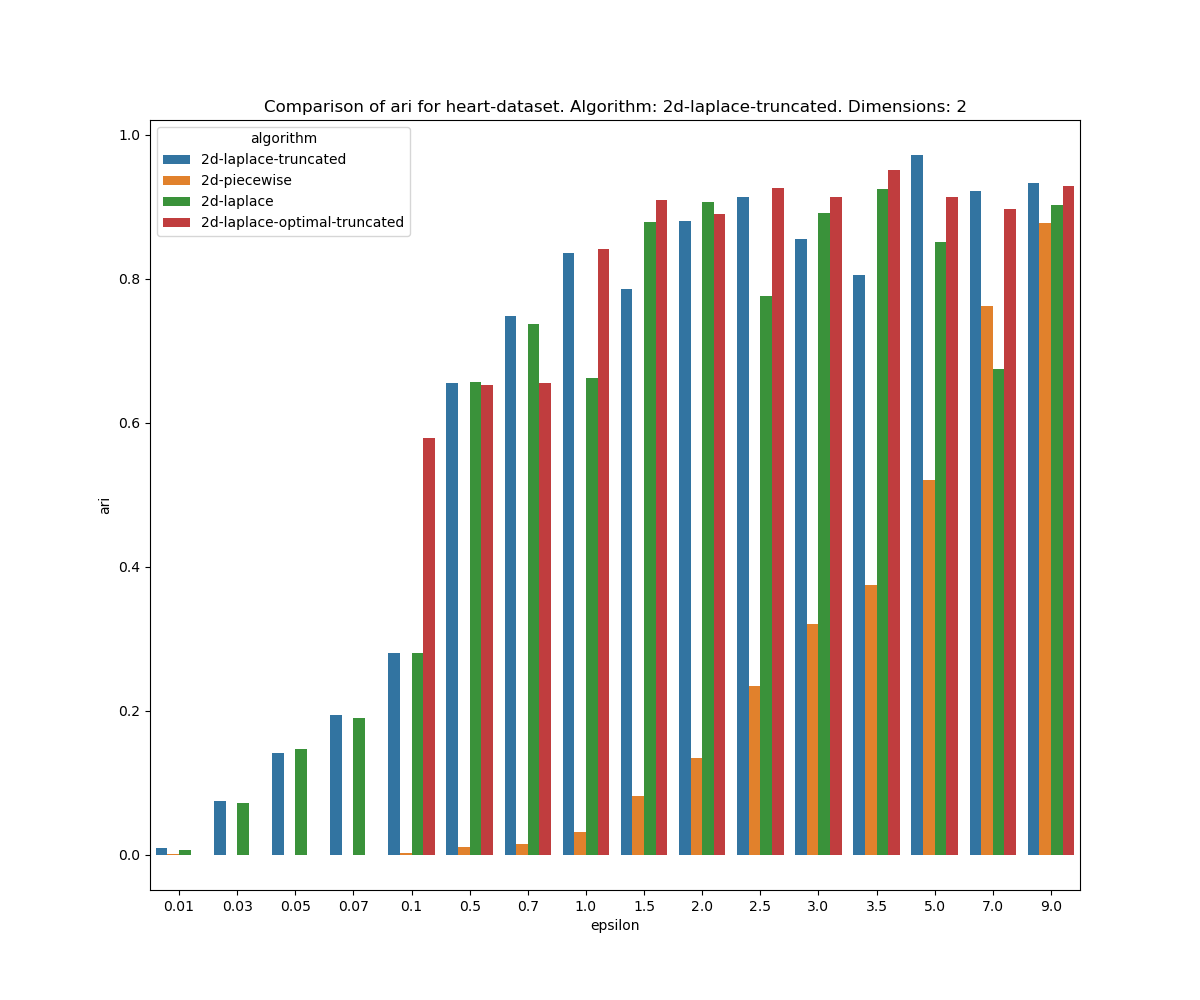 Comparison of ari for heart-dataset. Algorithm: 2d-laplace-truncated. Dimensions: 2
algorithm
2d-laplace-truncated
2d-piecewise
2d-laplace
2d-laplace-optimal-truncated
1.0
0.8
0.6
0.4
0.2
0.0
ari
0.01 0.03 0.05 0.07 0.1 0.5 0.7 1.0 1.5 2.0 2.5 3.0 3.5 5.0 7.0 9.0
epsilon